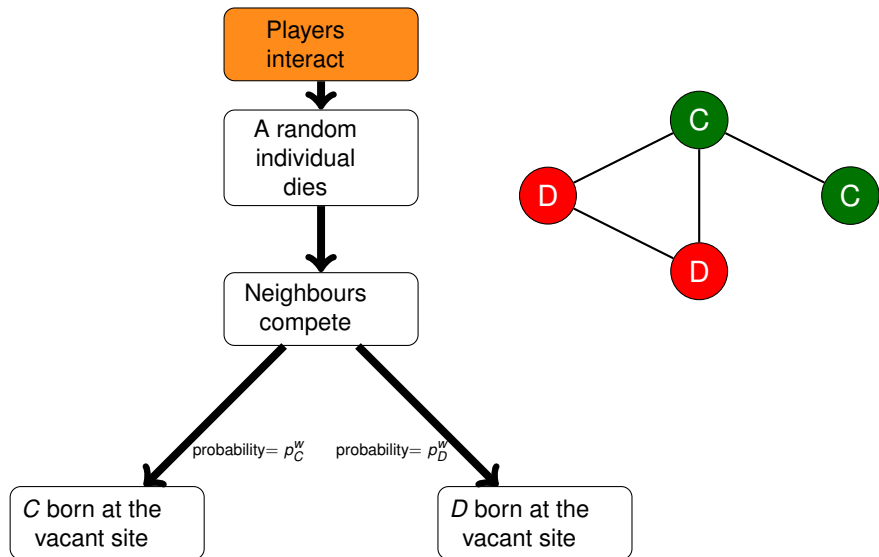 Players
interact
A random
individual
dies
Neighbours
compete
probability= p_C^w
probability= p_D^w
C born at the
vacant site
D born at the
vacant site
C
D
C
D